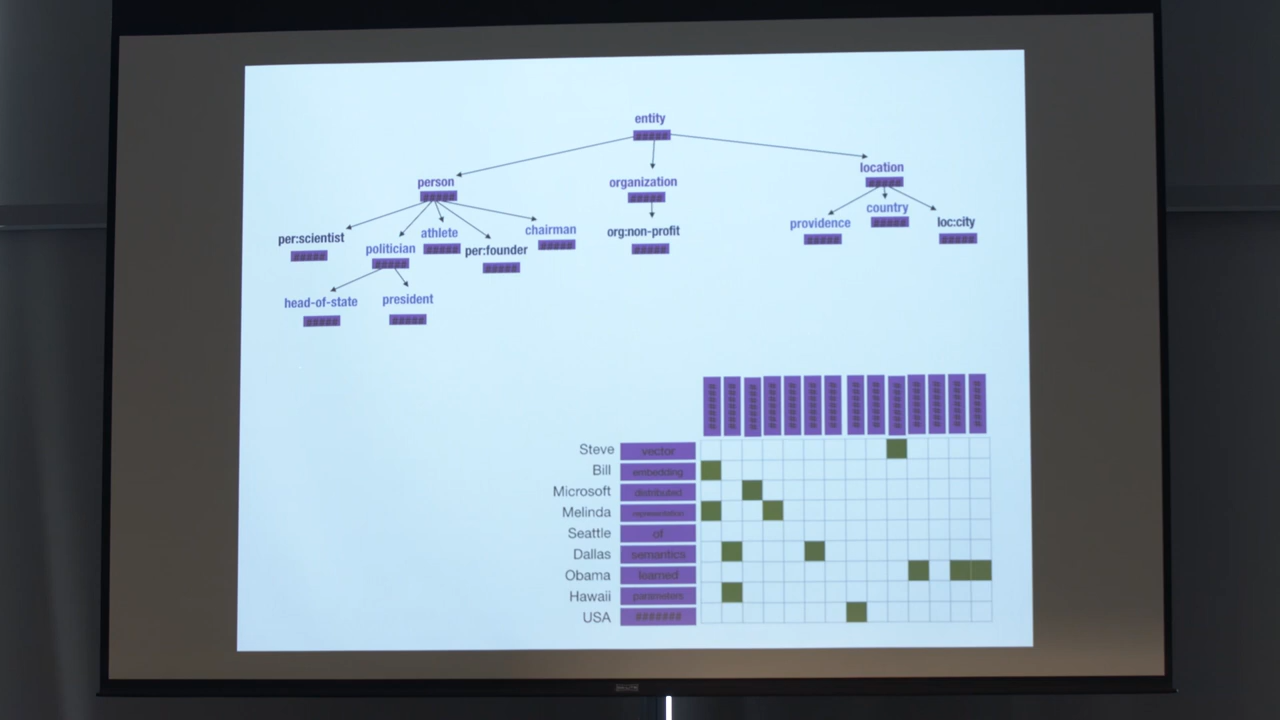 entity
#####
person
#####
organization
#####
location
#####
per:scientist
#####
politician
#####
athlete
#####
per:founder
#####
chairman
#####
org:non-profit
#####
providence
#####
country
#####
loc:city
#####
head-of-state
#####
president
#####
Steve vector
Bill embedding
Microsoft distributed
Melinda representation
Seattle of
Dallas semantics
Obama learned
Hawaii parameters
USA #######